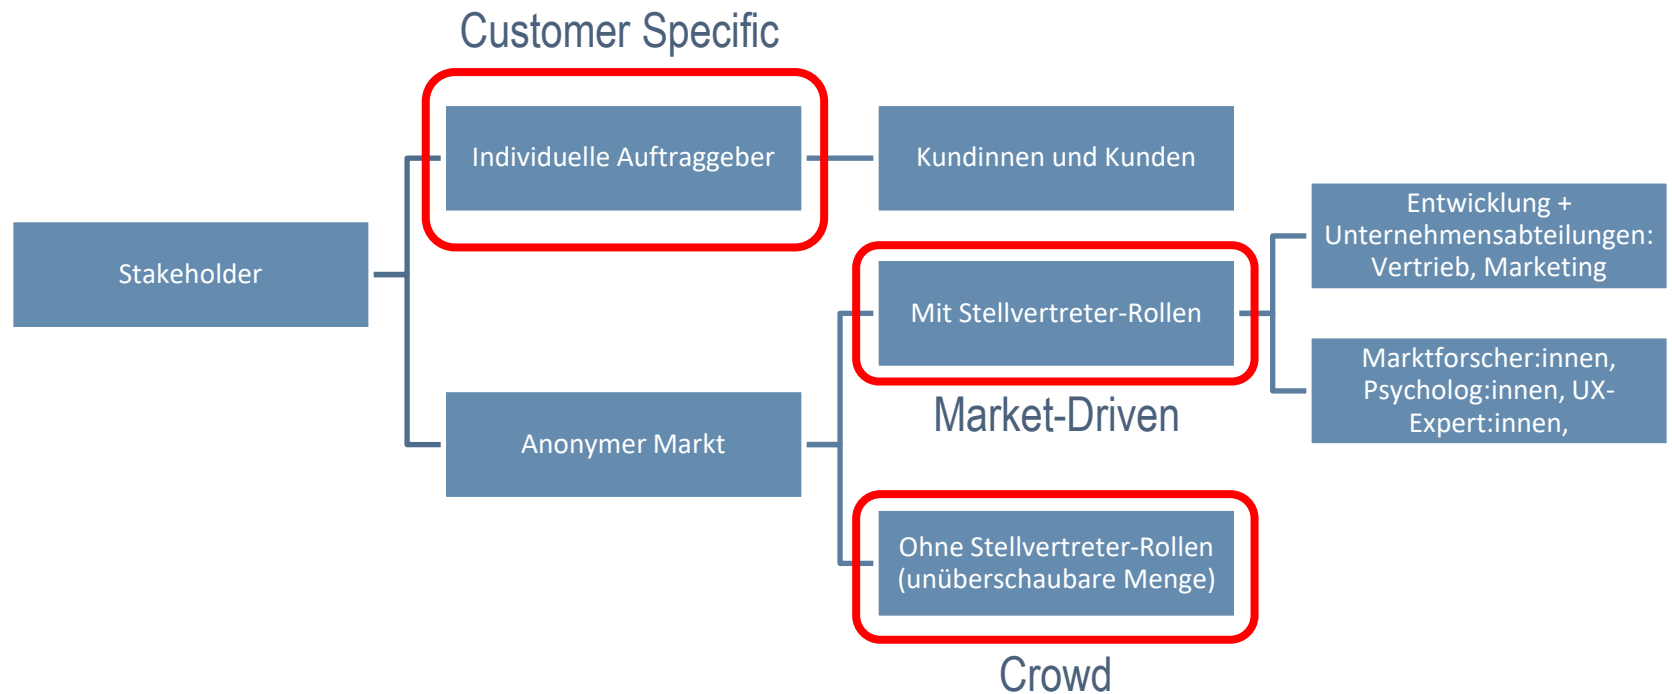 Customer Specific
Individuelle Auftraggeber
Kundinnen und Kunden
Stakeholder
Entwicklung +
Unternehmensabteilungen:
Vertrieb, Marketing
Mit Stellvertreter-Rollen
Marktforscher:innen,
Psycholog:innen, UX-
Expert:innen,
Market-Driven
Anonymer Markt
Ohne Stellvertreter-Rollen
(unüberschaubare Menge)
Crowd